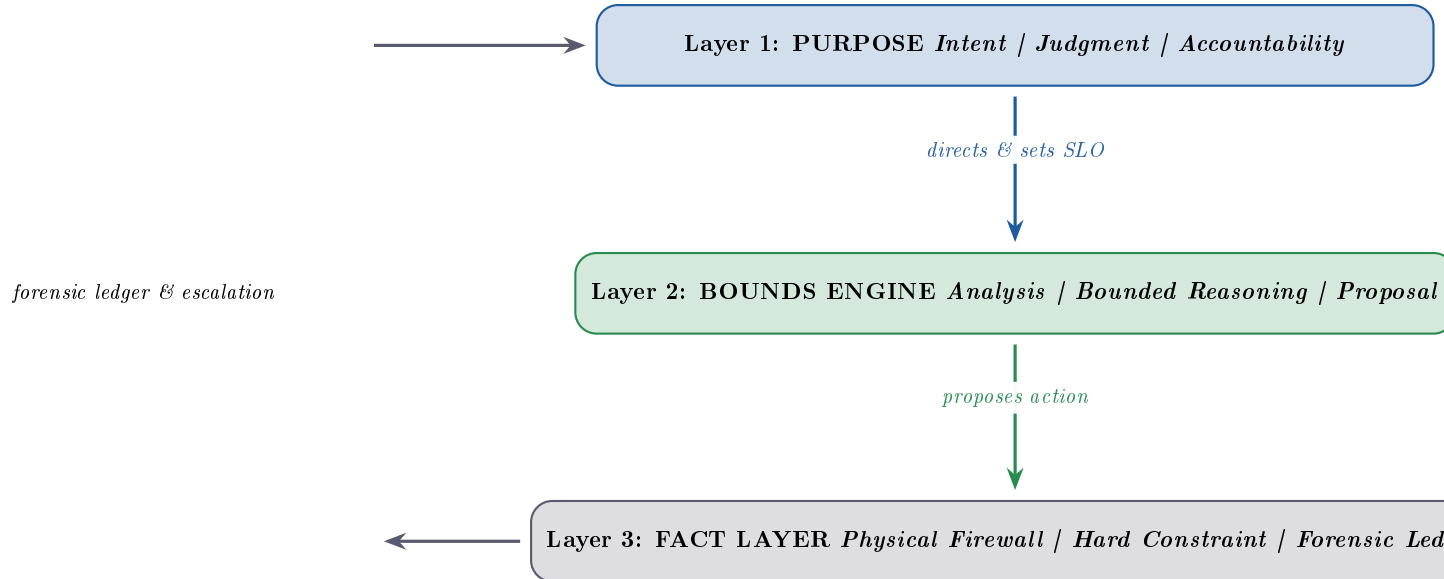 Layer 1: PURPOSE Intent | Judgment | Accountability
directs & sets SLO
forensic ledger & escalation
Layer 2: BOUNDS ENGINE Analysis | Bounded Reasoning | Proposal
proposes action
Layer 3: FACT LAYER Physical Firewall | Hard Constraint | Forensic Led